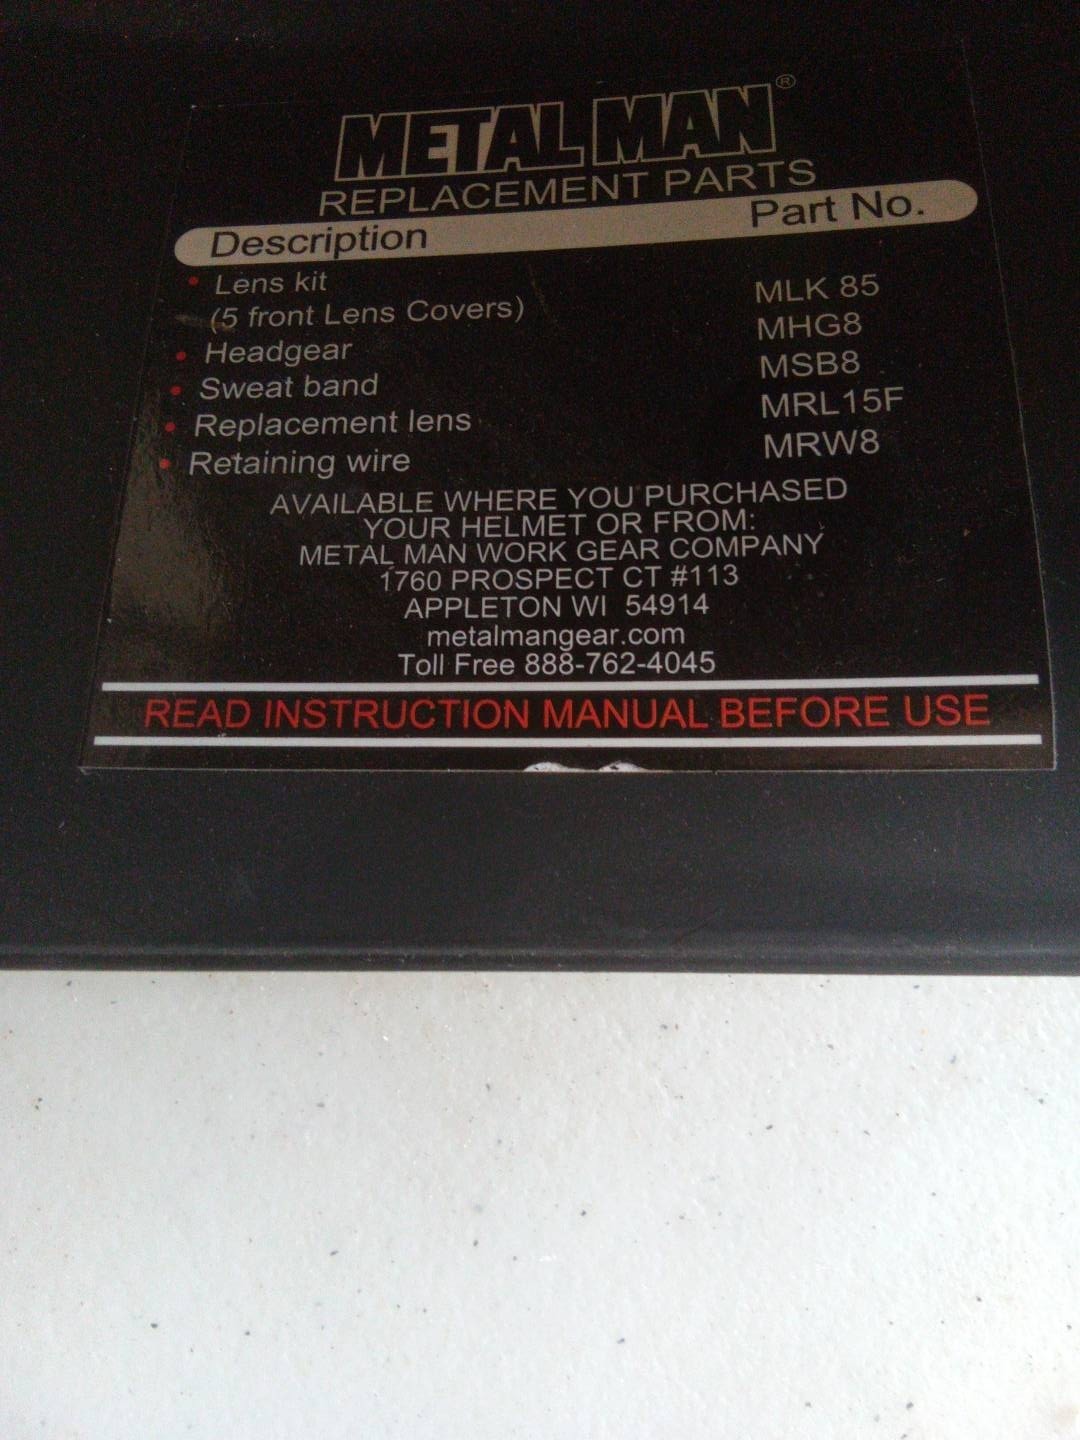 METAL MAN®
REPLACEMENT PARTS
Description Part No.
• Lens kit MLK 85
(5 front Lens Covers)
• Headgear MHG8
• Sweat band MSB8
• Replacement lens MRL15F
• Retaining wire MRW8
AVAILABLE WHERE YOU PURCHASED
YOUR HELMET OR FROM:
METAL MAN WORK GEAR COMPANY
1760 PROSPECT CT #113
APPLETON WI 54914
metalmangear.com
Toll Free 888-762-4045
READ INSTRUCTION MANUAL BEFORE USE